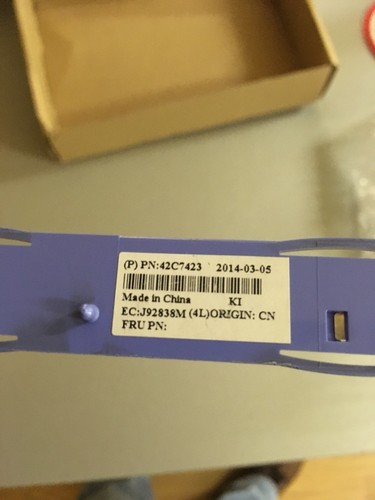 (P) PN:42C7423 2014-03-05
Made in China KI
EC:J92838M (4L)ORIGIN: CN
FRU PN: